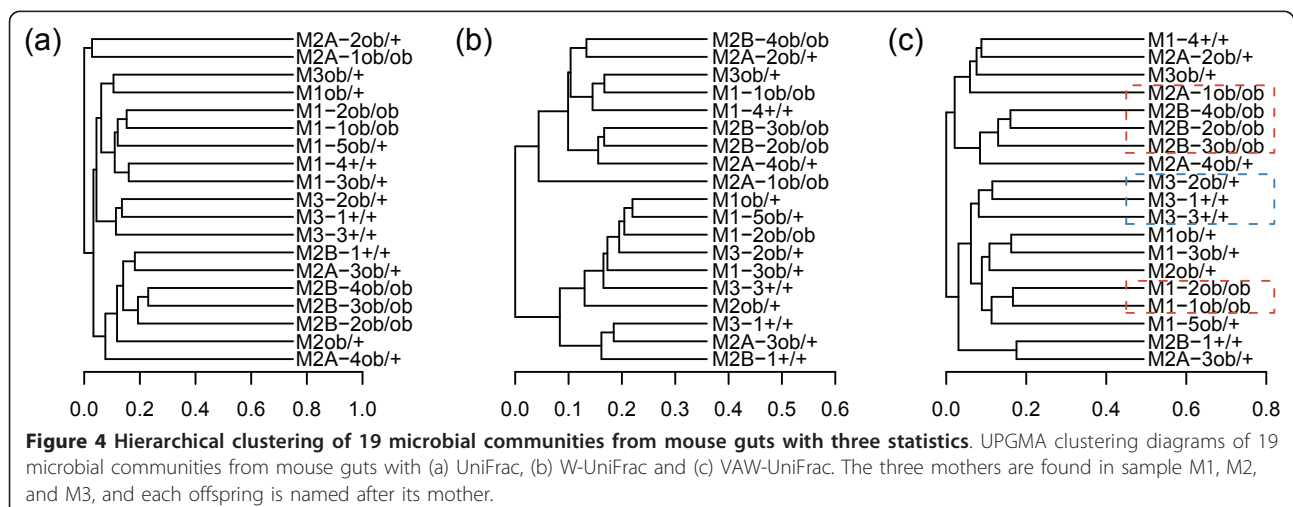 (a)
M2A−2ob/+
M2A−1ob/ob
M3ob/+
M1ob/+
M1−2ob/ob
M1−1ob/ob
M1−5ob/+
M1−4+/+
M1−3ob/+
M3−2ob/+
M3−1+/+
M3−3+/+
M2B−1+/+
M2A−3ob/+
M2B−4ob/ob
M2B−3ob/ob
M2B−2ob/ob
M2ob/+
M2A−4ob/+
0.0 0.2 0.4 0.6 0.8 1.0
(b)
M2B−4ob/ob
M2A−2ob/+
M3ob/+
M1−1ob/ob
M1−4+/+
M2B−3ob/ob
M2B−2ob/ob
M2A−4ob/+
M2A−1ob/ob
M1ob/+
M1−5ob/+
M1−2ob/ob
M3−2ob/+
M1−3ob/+
M3−3+/+
M2ob/+
M3−1+/+
M2A−3ob/+
M2B−1+/+
0.0 0.1 0.2 0.3 0.4 0.5 0.6
(c)
M1−4+/+
M2A−2ob/+
M3ob/+
M2A−1ob/ob
M2B−4ob/ob
M2B−2ob/ob
M2B−3ob/ob
M2A−4ob/+
M3−2ob/+
M3−1+/+
M3−3+/+
M1ob/+
M1−3ob/+
M2ob/+
M1−2ob/ob
M1−1ob/ob
M1−5ob/+
M2B−1+/+
M2A−3ob/+
0.0 0.2 0.4 0.6 0.8
Figure 4 Hierarchical clustering of 19 microbial communities from mouse guts with three statistics. UPGMA clustering diagrams of 19
microbial communities from mouse guts with (a) UniFrac, (b) W-UniFrac and (c) VAW-UniFrac. The three mothers are found in sample M1, M2,
and M3, and each offspring is named after its mother.